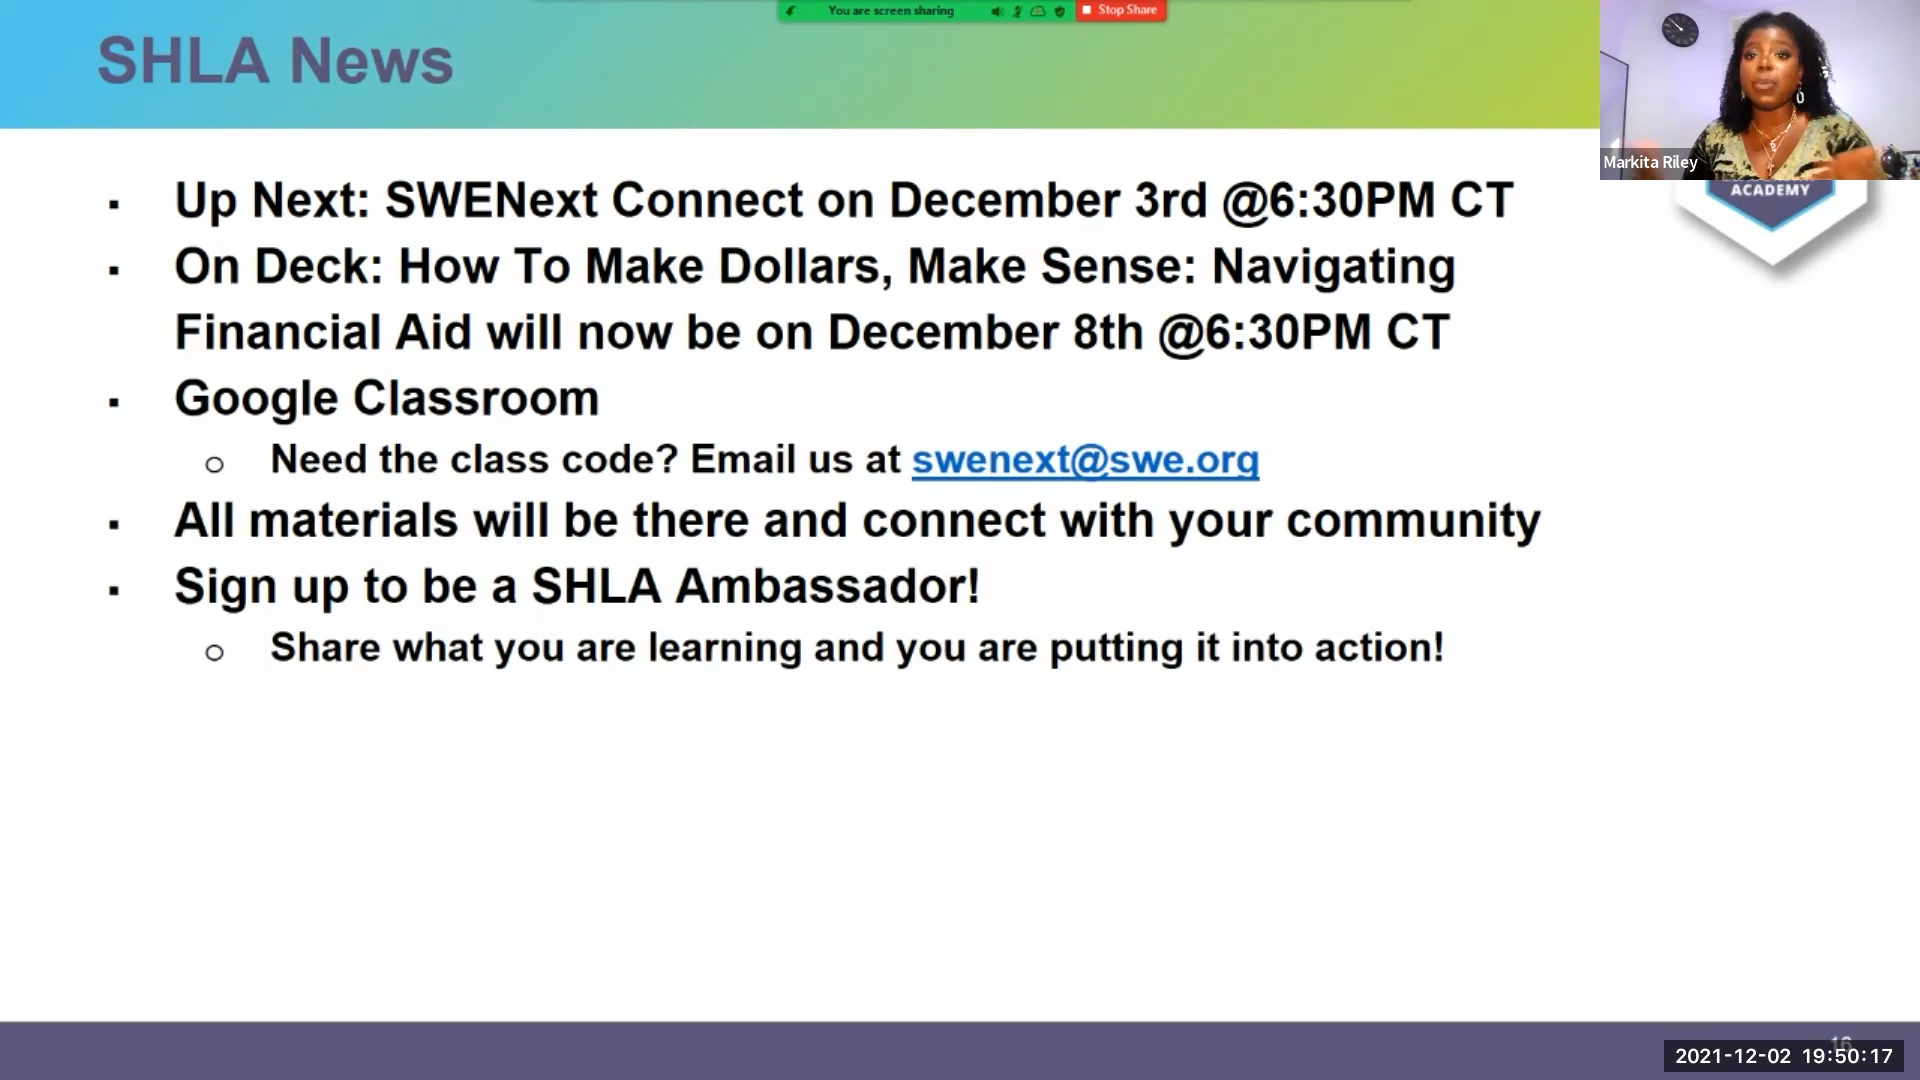 You are screen sharing
Stop Share
SHLA News
Markita Riley
ACADEMY
Up Next: SWENext Connect on December 3rd @6:30PM CT
On Deck: How To Make Dollars, Make Sense: Navigating
Financial Aid will now be on December 8th @6:30PM CT
Google Classroom
Need the class code? Email us at swenext@swe.org
All materials will be there and connect with your community
Sign up to be a SHLA Ambassador!
Share what you are learning and you are putting it into action!
16
2021-12-02 19:50:17